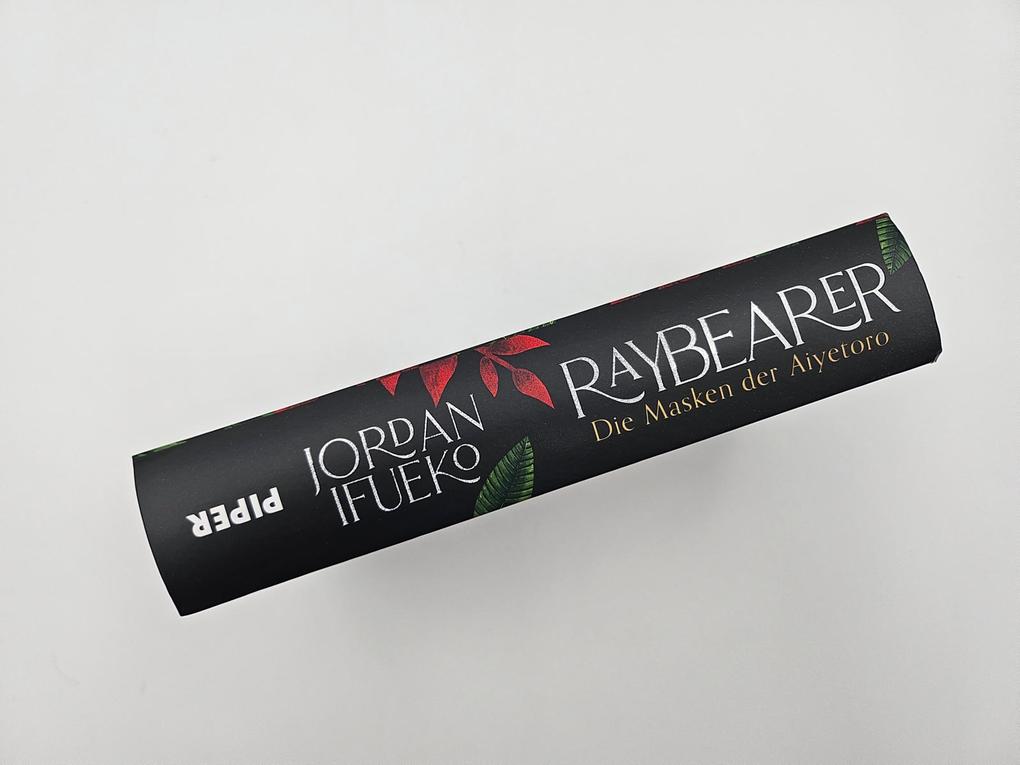 JORDAN
IFUEKO
RAYBEARER
Die Masken der Aiyetoro
PIPER